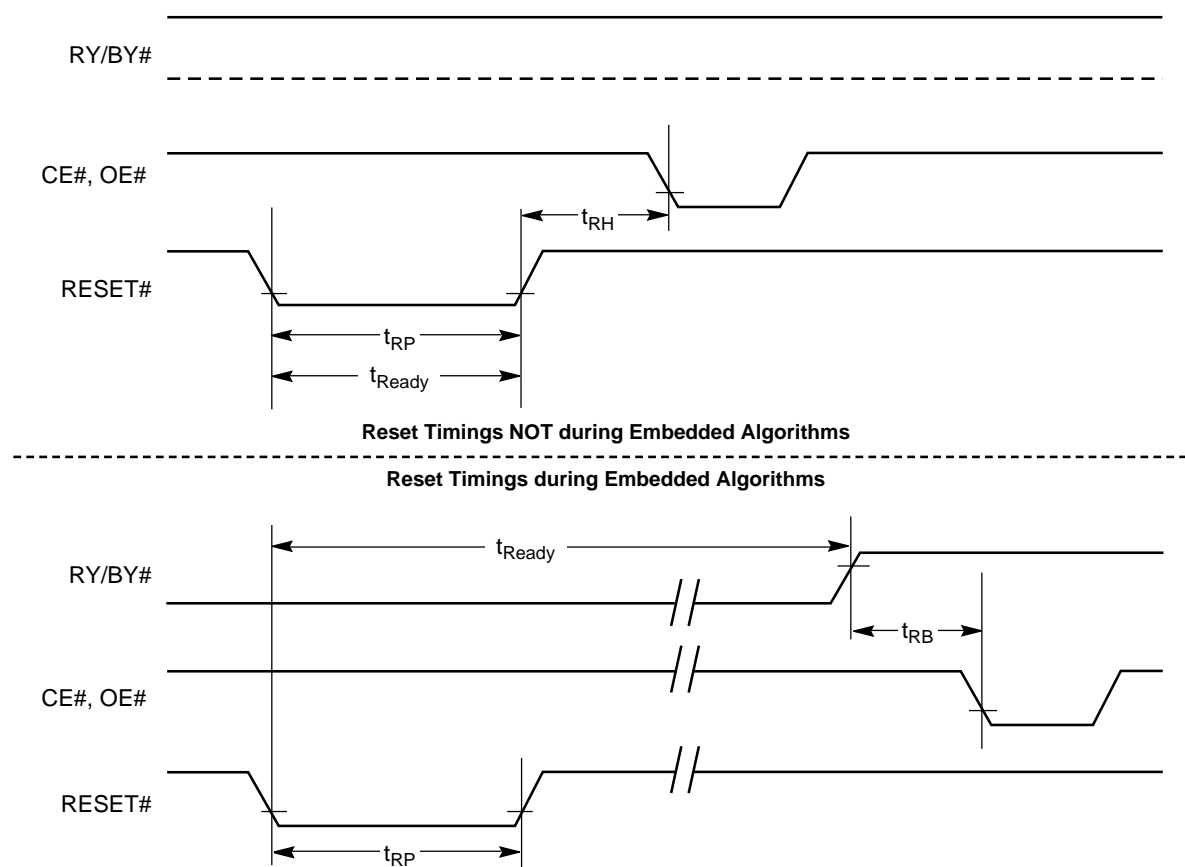 RY/BY#
CE#, OE#
tRH
RESET#
tRP
tReady
Reset Timings NOT during Embedded Algorithms
Reset Timings during Embedded Algorithms
tReady
RY/BY#
tRB
CE#, OE#
RESET#
tRP